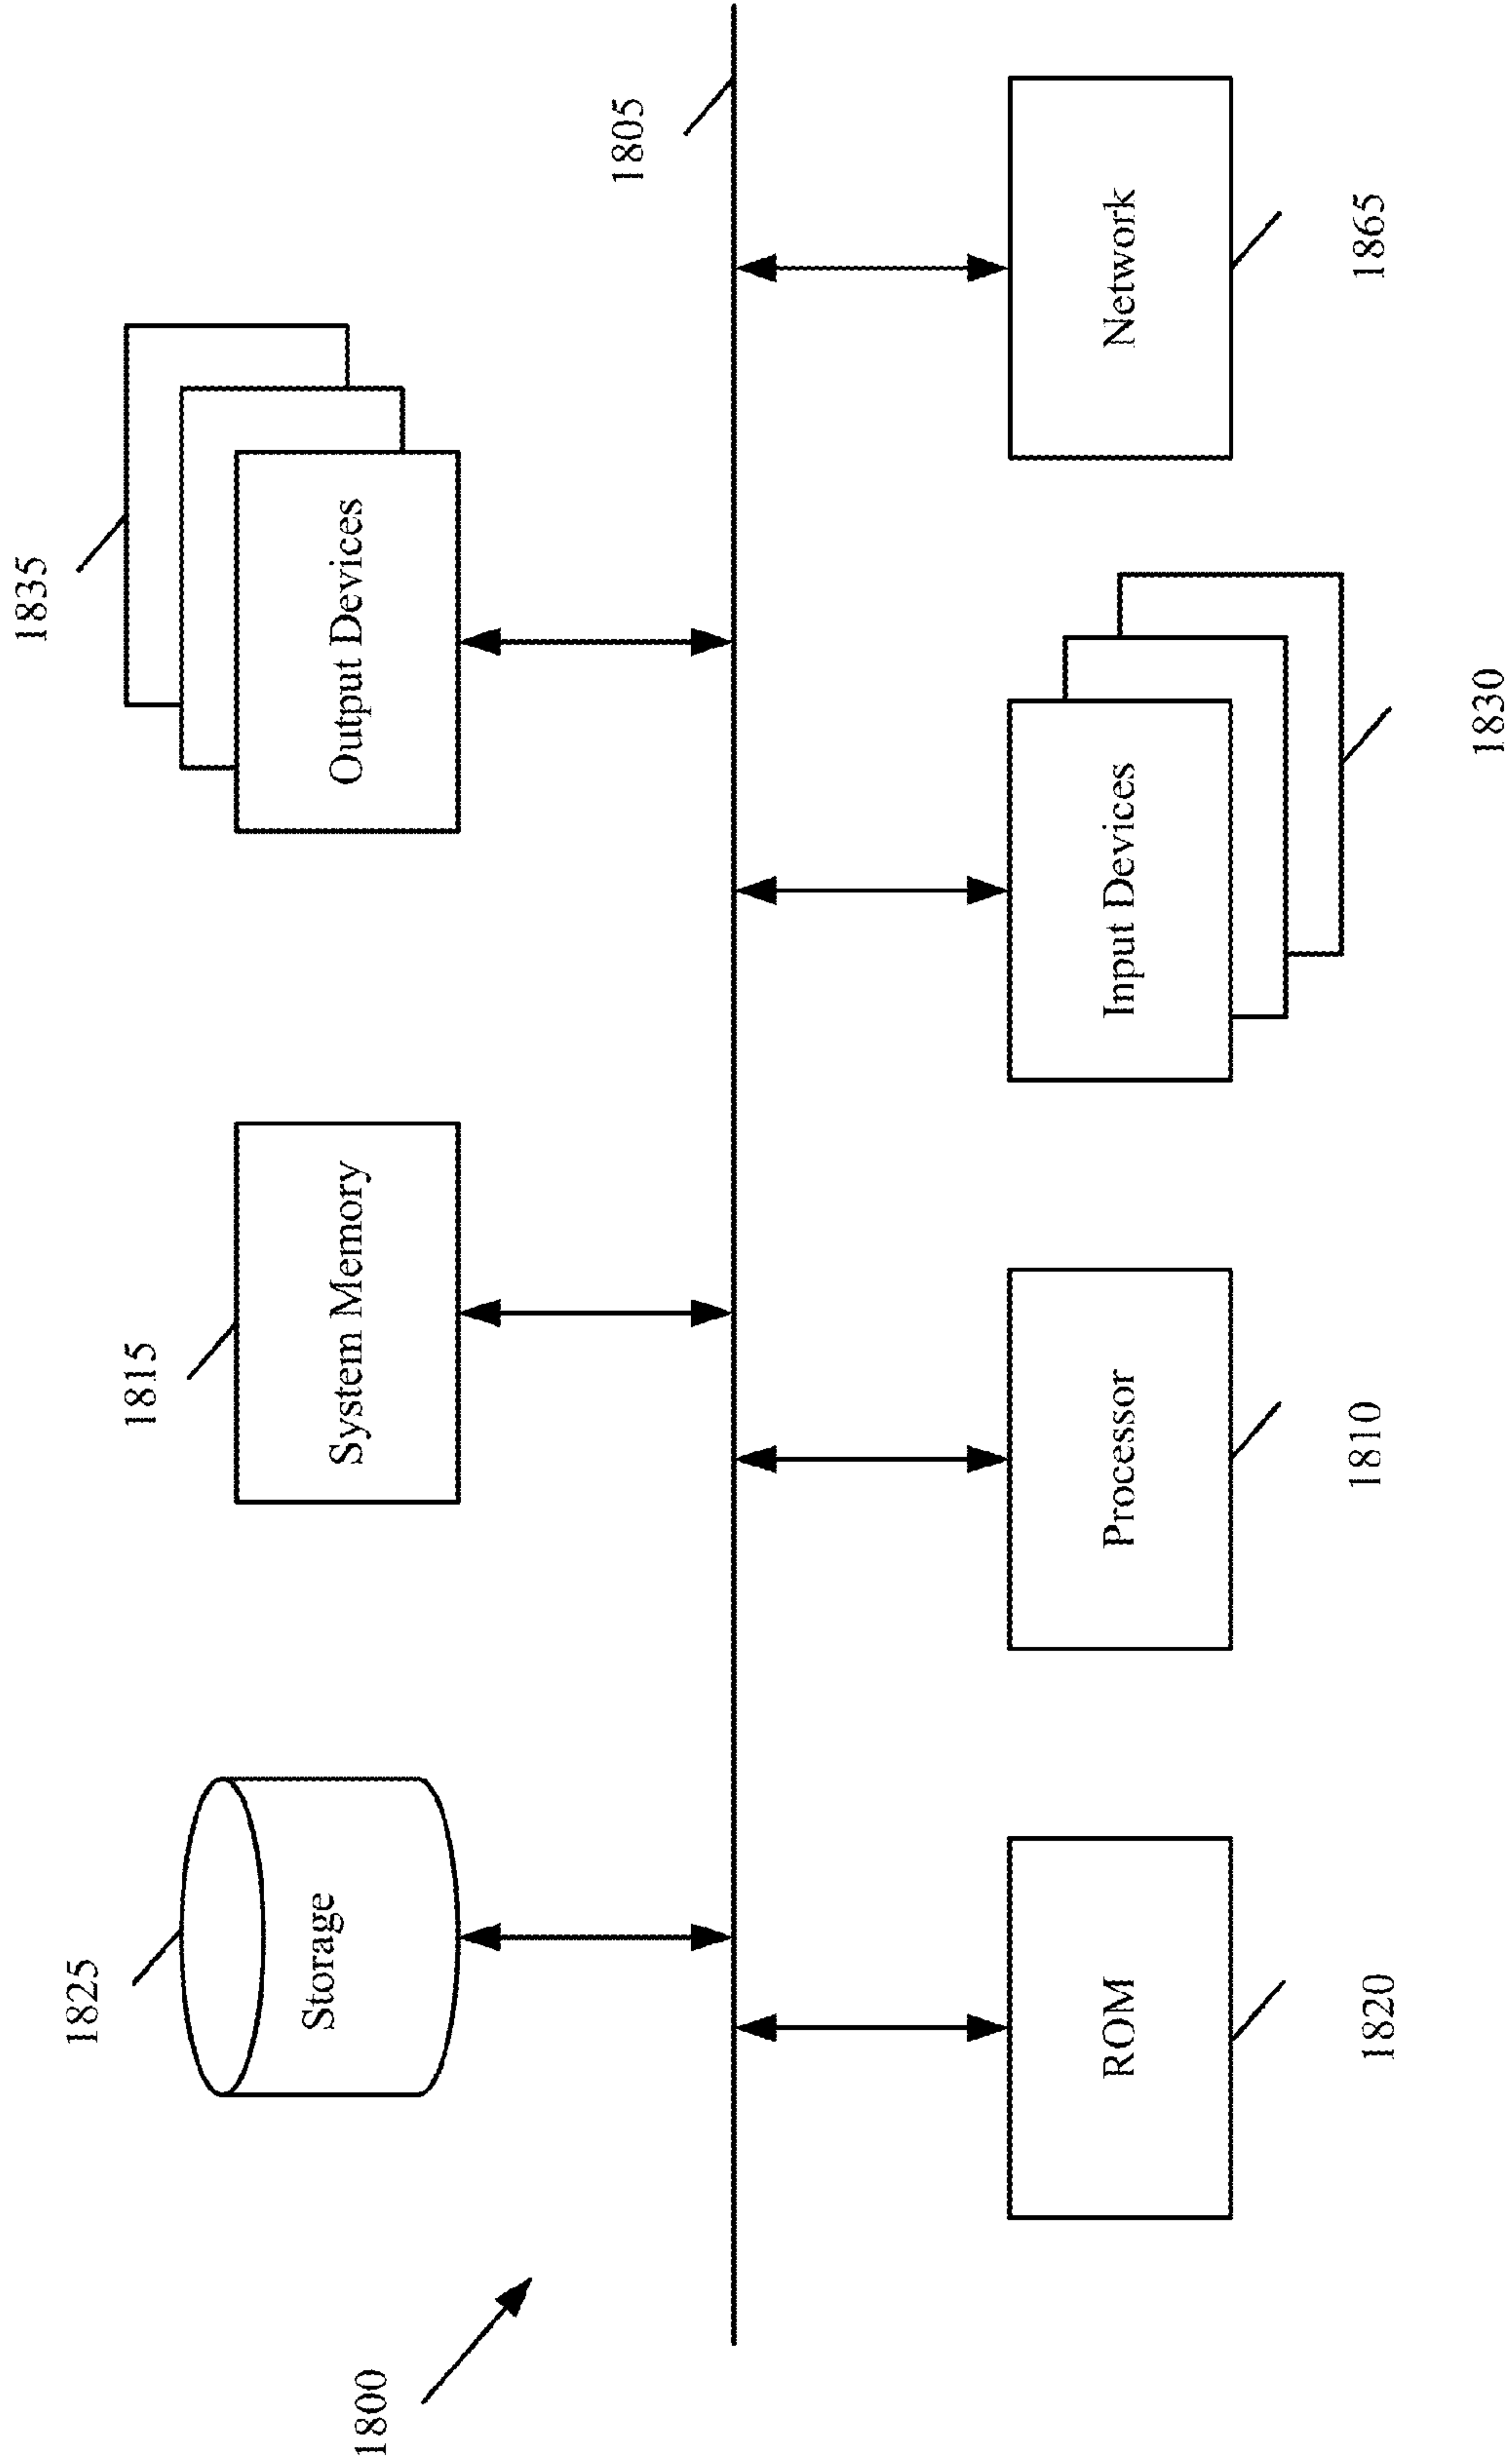 1825
1815
1835
Storage
System Memory
Output Devices
1800
1805
ROM
Processor
Input Devices
Network
1820
1810
1830
1865